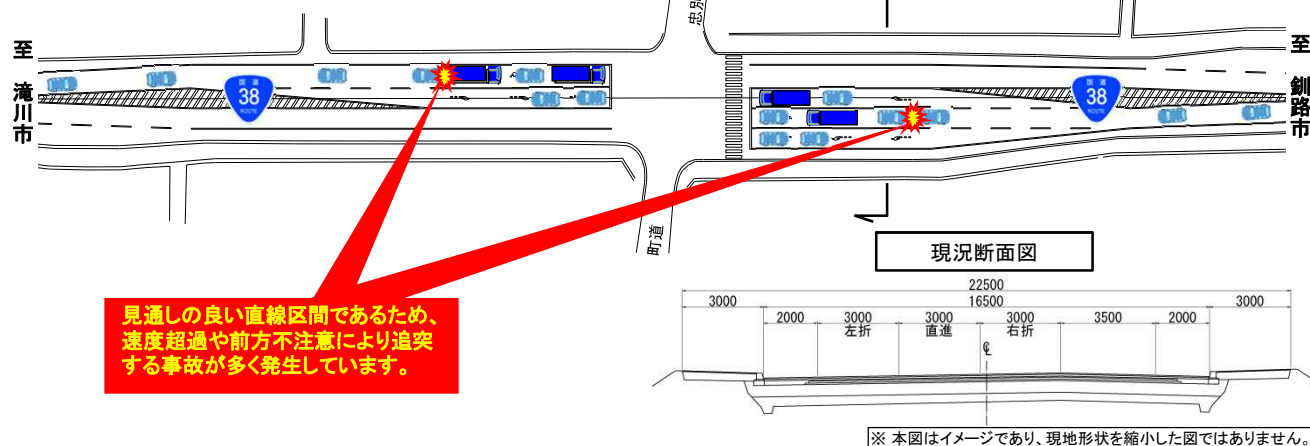 忠別
至
滝川市
国道
38
ROUTE
国道
38
ROUTE
至
釧路市
町道
現況断面図
見通しの良い直線区間であるため、
速度超過や前方不注意により追突
する事故が多く発生しています。
22500
3000 16500 3000
2000 3000 3000 3000 3500 2000
左折 直進 右折
℄
※ 本図はイメージであり、現地形状を縮小した図ではありません。